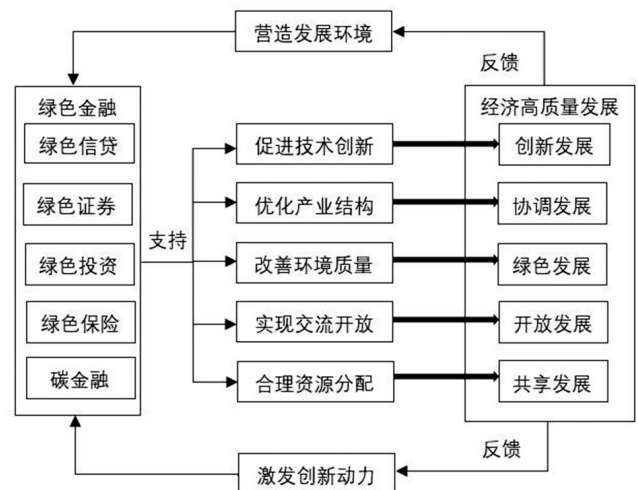 营造发展环境
反馈
绿色金融
经济高质量发展
绿色信贷
促进技术创新
创新发展
绿色证券
优化产业结构
协调发展
支持
绿色投资
改善环境质量
绿色发展
绿色保险
实现交流开放
开放发展
碳金融
合理资源分配
共享发展
反馈
激发创新动力